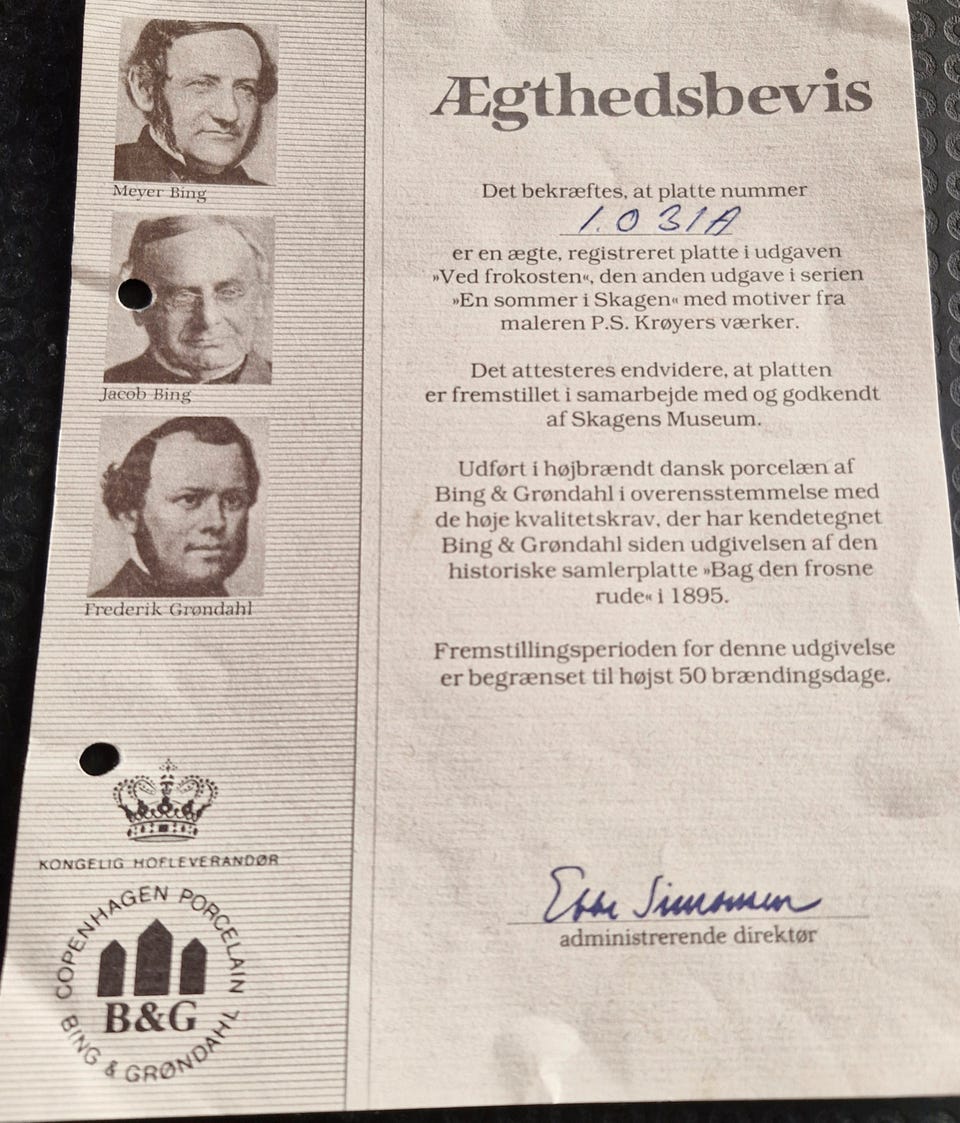 Meyer Bing
Jacob Bing
Frederik Grøndahl
KONGELIG HOFLEVERANDØR
COPENHAGEN PORCELAIN
B&G
BING & GRØNDAHL
Ægthedsbevis
Det bekræftes, at platte nummer
1.031A
er en ægte, registreret platte i udgaven
»Ved frokosten«, den anden udgave i serien
»En sommer i Skagen« med motiver fra
maleren P.S. Krøyers værker.
Det attesteres endvidere, at platten
er fremstillet i samarbejde med og godkendt
af Skagens Museum.
Udført i højbrændt dansk porcelæn af
Bing & Grøndahl i overensstemmelse med
de høje kvalitetskrav, der har kendetegnet
Bing & Grøndahl siden udgivelsen af den
historiske samlerplatte »Bag den frosne
rude« i 1895.
Fremstillingsperioden for denne udgivelse
er begrænset til højst 50 brændingsdage.
Ebbe Simonsen
administrerende direktør